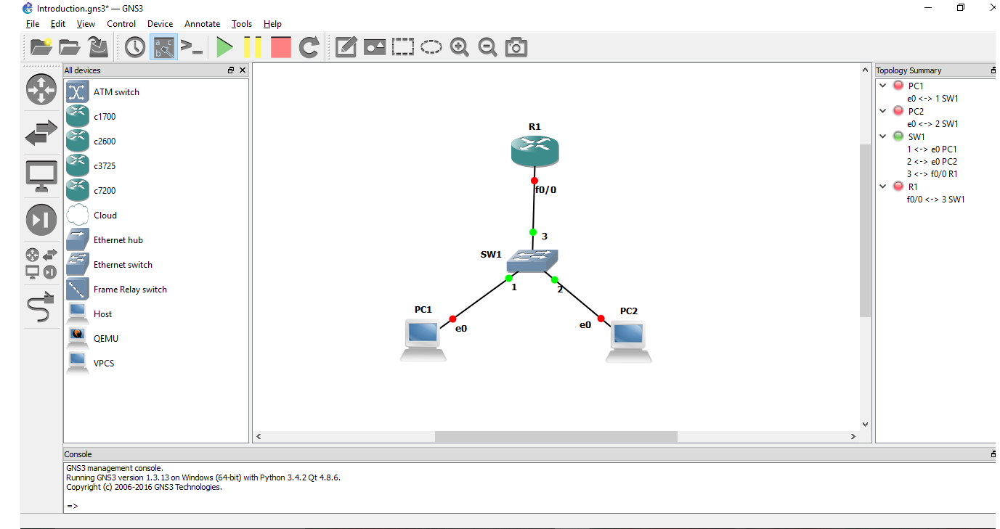 Introduction.gns3* — GNS3
File Edit View Control Device Annotate Tools Help
All devices
ATM switch
c1700
c2600
c3725
c7200
Cloud
Ethernet hub
Ethernet switch
Frame Relay switch
Host
QEMU
VPCS
R1
f0/0
3
SW1
1
2
PC1
e0
PC2
e0
Topology Summary
PC1
e0 <-> 1 SW1
PC2
e0 <-> 2 SW1
SW1
1 <-> e0 PC1
2 <-> e0 PC2
3 <-> f0/0 R1
R1
f0/0 <-> 3 SW1
Console
GNS3 management console.
Running GNS3 version 1.3.13 on Windows (64-bit) with Python 3.4.2 Qt 4.8.6.
Copyright (c) 2006-2016 GNS3 Technologies.
=>